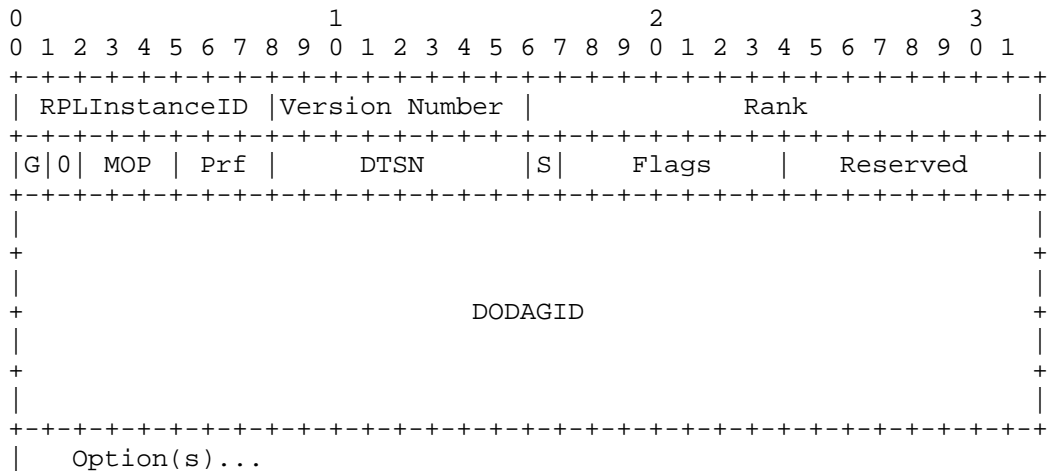 0                   1                   2                   3
0 1 2 3 4 5 6 7 8 9 0 1 2 3 4 5 6 7 8 9 0 1 2 3 4 5 6 7 8 9 0 1
+-+-+-+-+-+-+-+-+-+-+-+-+-+-+-+-+-+-+-+-+-+-+-+-+-+-+-+-+-+-+-+-+
| RPLInstanceID |Version Number |             Rank              |
+-+-+-+-+-+-+-+-+-+-+-+-+-+-+-+-+-+-+-+-+-+-+-+-+-+-+-+-+-+-+-+-+
|G|0| MOP | Prf |     DTSN      |S|    Flags    |   Reserved    |
+-+-+-+-+-+-+-+-+-+-+-+-+-+-+-+-+-+-+-+-+-+-+-+-+-+-+-+-+-+-+-+-+
|                                                               |
+                                                               +
|                                                               |
+                            DODAGID                            +
|                                                               |
+                                                               +
|                                                               |
+-+-+-+-+-+-+-+-+-+-+-+-+-+-+-+-+-+-+-+-+-+-+-+-+-+-+-+-+-+-+-+-+
|   Option(s)...